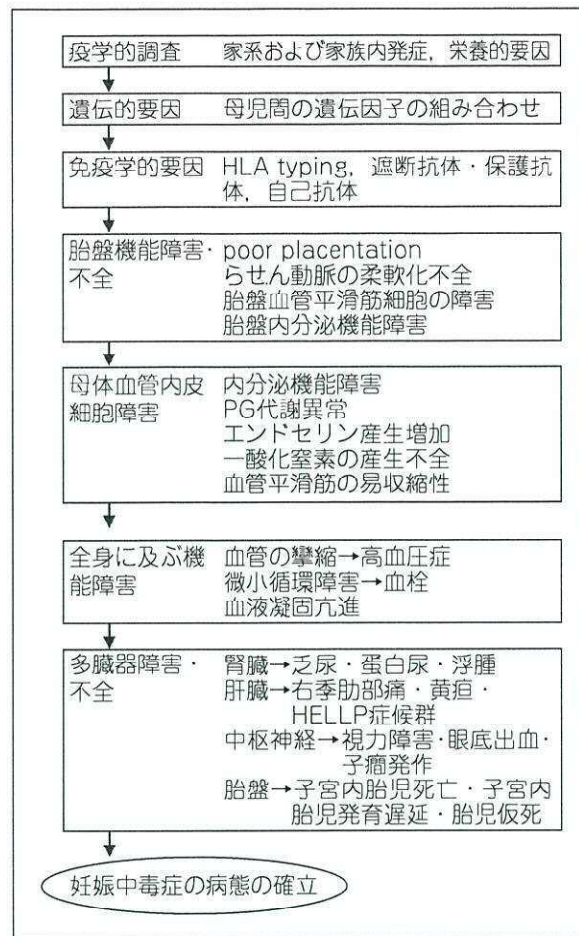 疫学的調査 家系および家族内発症，栄養的要因
遺伝的要因 母児間の遺伝因子の組み合わせ
免疫学的要因 HLA typing，遮断抗体・保護抗
体，自己抗体
胎盤機能障害・ poor placentation
不全 らせん動脈の柔軟化不全
胎盤血管平滑筋細胞の障害
胎盤内分泌機能障害
母体血管内皮 内分泌機能障害
細胞障害 PG代謝異常
エンドセリン産生増加
一酸化窒素の産生不全
血管平滑筋の易収縮性
全身に及ぶ機 血管の攣縮→高血圧症
能障害 微小循環障害→血栓
血液凝固亢進
多臓器障害・ 腎臓→乏尿・蛋白尿・浮腫
不全 肝臓→右季肋部痛・黄疸・
HELLP症候群
中枢神経→視力障害・眼底出血・
子癇発作
胎盤→子宮内胎児死亡・子宮内
胎児発育遅延・胎児仮死
妊娠中毒症の病態の確立